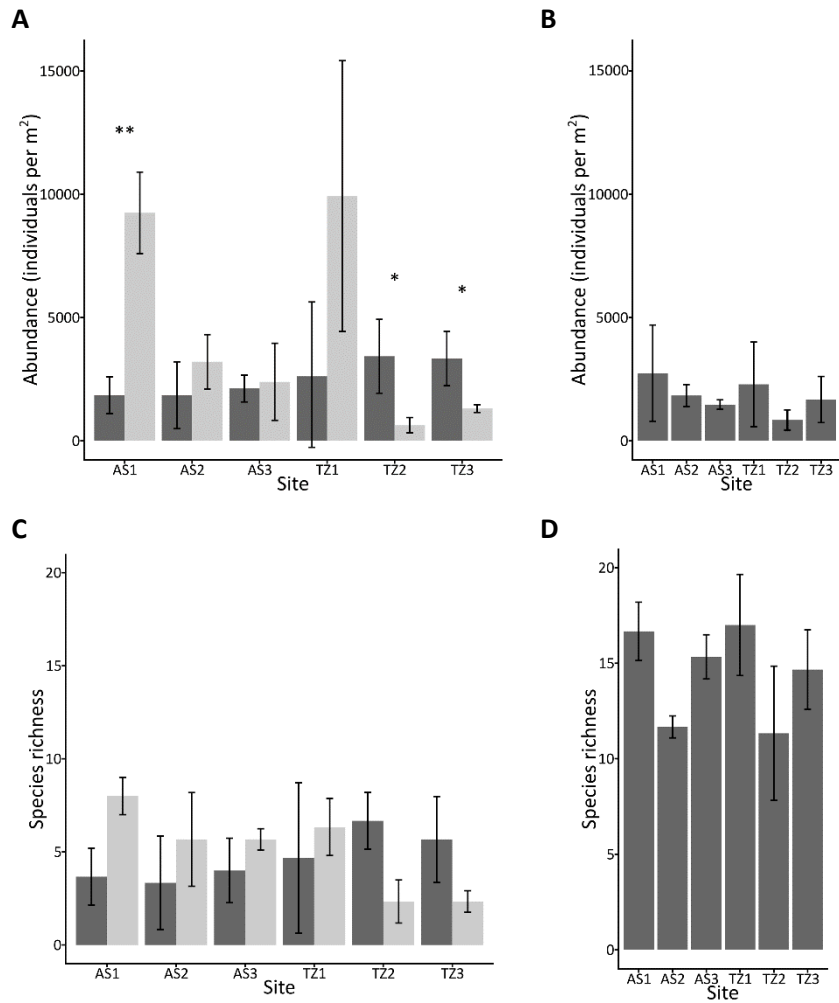 A
Abundance (individuals per m²)
15000
10000
5000
0
**
*
*
AS1 AS2 AS3 TZ1 TZ2 TZ3
Site
B
Abundance (individuals per m²)
15000
10000
5000
0
AS1 AS2 AS3 TZ1 TZ2 TZ3
Site
C
Species richness
20
15
10
5
0
AS1 AS2 AS3 TZ1 TZ2 TZ3
Site
D
Species richness
20
15
10
5
0
AS1 AS2 AS3 TZ1 TZ2 TZ3
Site